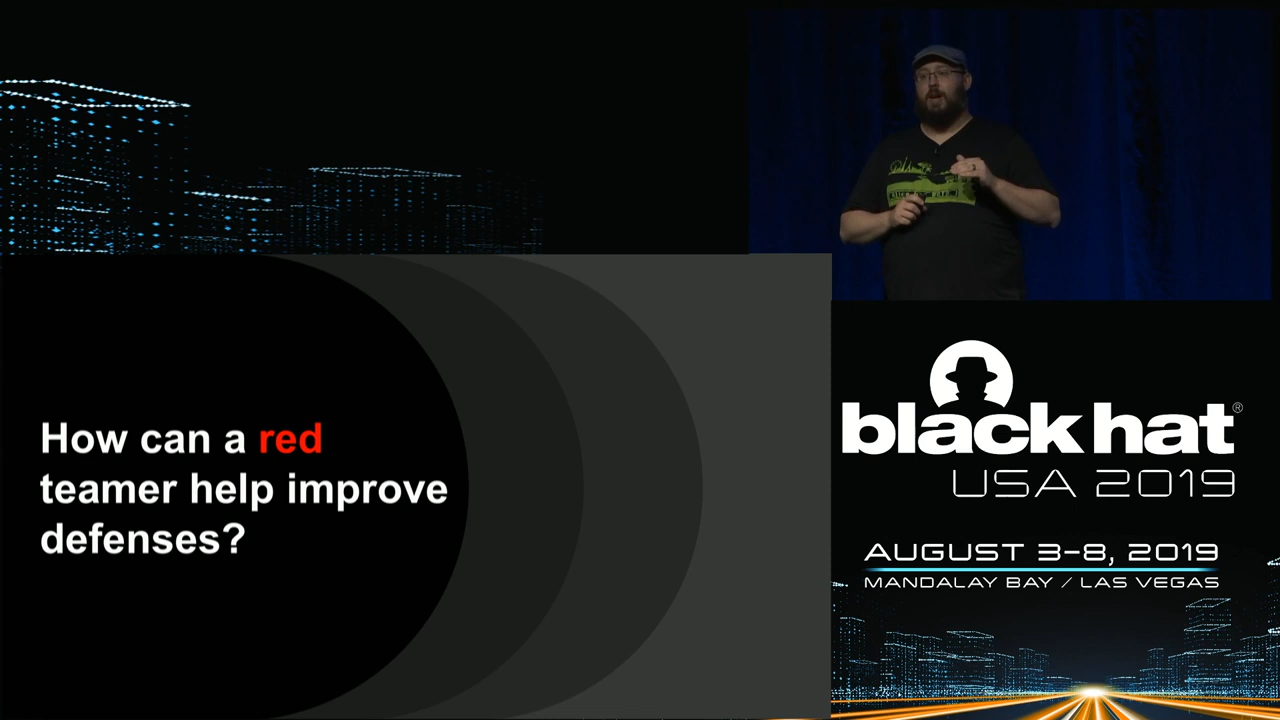 How can a red
teamer help improve
defenses?
black hat®
USA 2019
AUGUST 3-8, 2019
MANDALAY BAY / LAS VEGAS